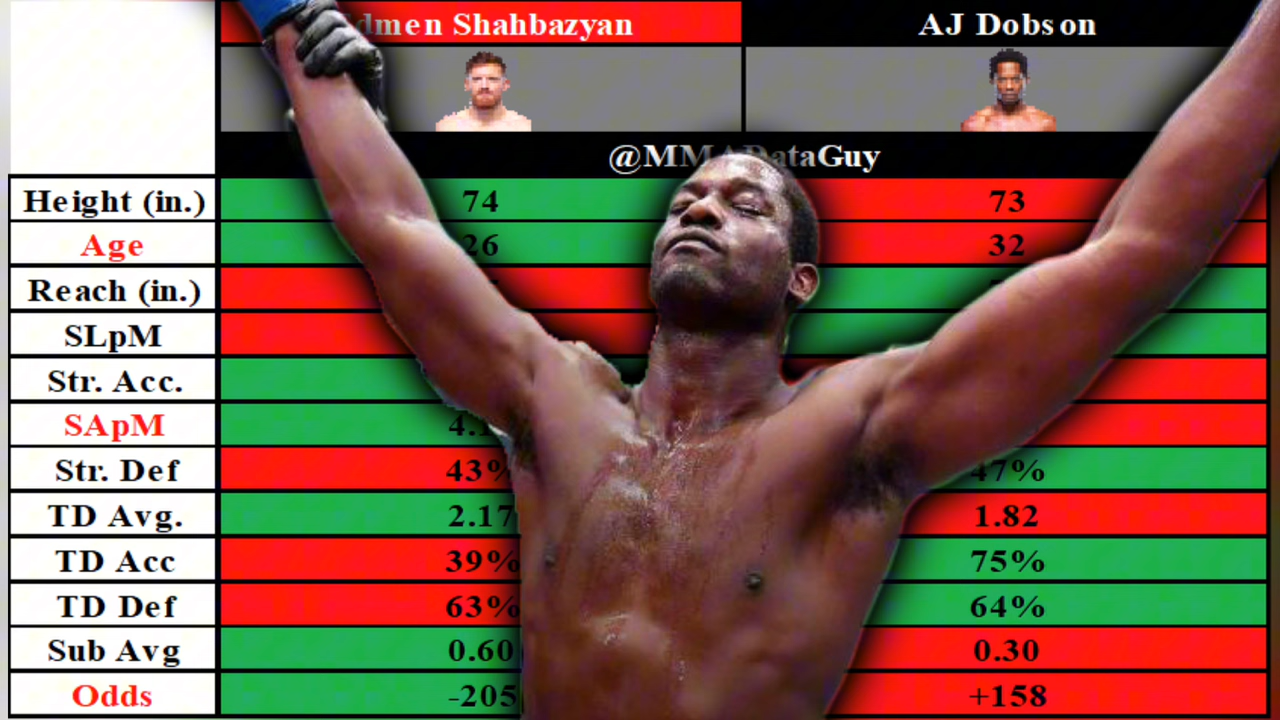 dmen Shahbazyan AJ Dobson
@MMADataGuy
Height (in.) 74 73
Age 26 32
Reach (in.)
SLpM
Str. Acc.
SApM
Str. Def 43% 47%
TD Avg. 2.17 1.82
TD Acc 39% 75%
TD Def 63% 64%
Sub Avg 0.60 0.30
Odds -205 +158